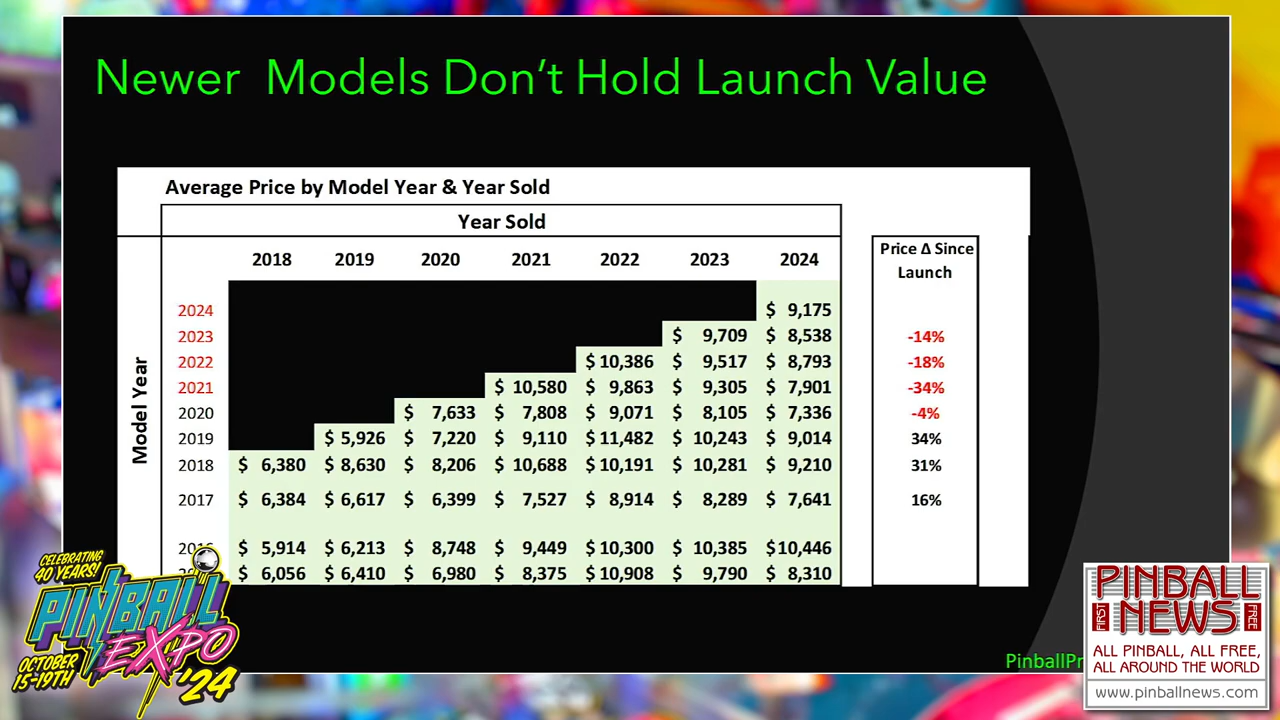 Newer Models Don't Hold Launch Value
Average Price by Model Year & Year Sold
Year Sold
Price Δ Since
Launch
2018 2019 2020 2021 2022 2023 2024
Model Year
2024 $ 9,175
2023 $ 9,709 $ 8,538 -14%
2022 $ 10,386 $ 9,517 $ 8,793 -18%
2021 $ 10,580 $ 9,863 $ 9,305 $ 7,901 -34%
2020 $ 7,633 $ 7,808 $ 9,071 $ 8,105 $ 7,336 -4%
2019 $ 5,926 $ 7,220 $ 9,110 $ 11,482 $ 10,243 $ 9,014 34%
2018 $ 6,380 $ 8,630 $ 8,206 $ 10,688 $ 10,191 $ 10,281 $ 9,210 31%
2017 $ 6,384 $ 6,617 $ 6,399 $ 7,527 $ 8,914 $ 8,289 $ 7,641 16%
$ 5,914 $ 6,213 $ 8,748 $ 9,449 $ 10,300 $ 10,385 $ 10,446
$ 6,056 $ 6,410 $ 6,980 $ 8,375 $ 10,908 $ 9,790 $ 8,310
CELEBRATING
40 YEARS!
PINBALL
EXPO
OCTOBER
15-19TH
'24
PINBALL
FIRST NEWS FREE
ALL PINBALL, ALL FREE,
ALL AROUND THE WORLD
www.pinballnews.com